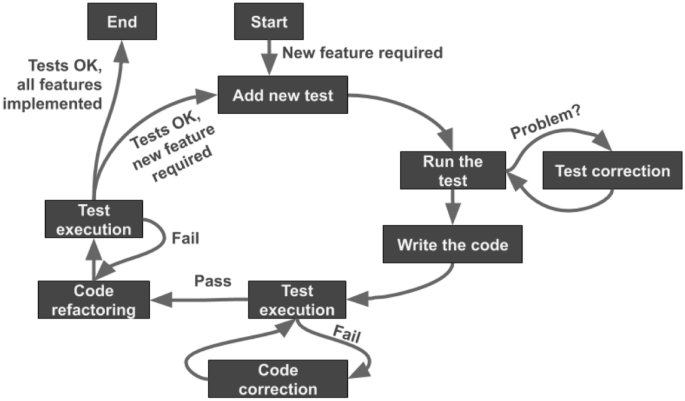 End
Start
Tests OK,
all features
implemented
New feature required
Add new test
Tests OK,
new feature
required
Problem?
Run the
test
Test correction
Test
execution
Fail
Write the code
Code
refactoring
Pass
Test
execution
Fail
Code
correction